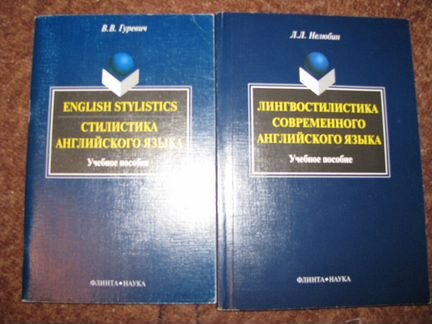 В.В. Гуревич
ENGLISH STYLISTICS
СТИЛИСТИКА
АНГЛИЙСКОГО ЯЗЫКА
Учебное пособие
ФЛИНТА•НАУКА
Л.Л. Нелюбин
ЛИНГВОСТИЛИСТИКА
СОВРЕМЕННОГО
АНГЛИЙСКОГО ЯЗЫКА
Учебное пособие
ФЛИНТА•НАУКА